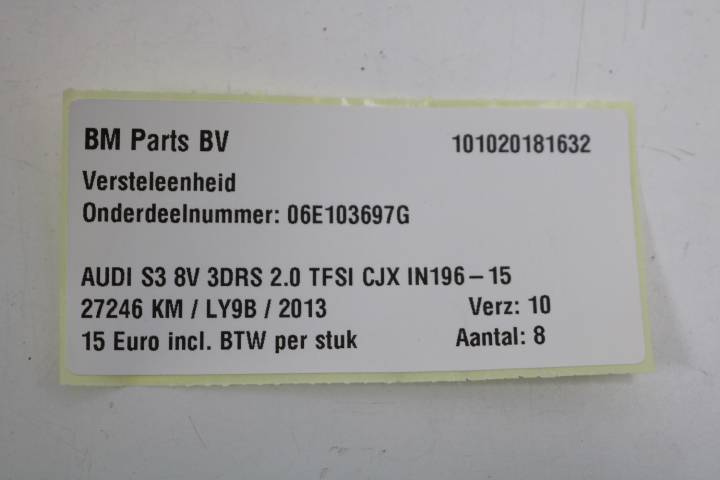 BM Parts BV 101020181632
Versteleenheid
Onderdeelnummer: 06E103697G
AUDI S3 8V 3DRS 2.0 TFSI CJX IN196-15
27246 KM / LY9B / 2013 Verz: 10
15 Euro incl. BTW per stuk Aantal: 8